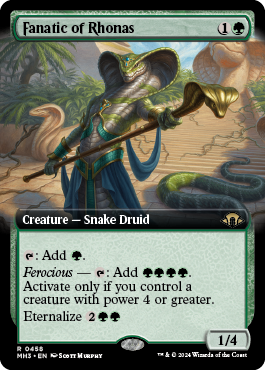 Fanatic of Rhonas 1
Creature — Snake Druid
: Add .
Ferocious — : Add .
Activate only if you control a
creature with power 4 or greater.
Eternalize 2
1/4
R 0458
MH3 • EN Scott Murphy
™ & © 2024 Wizards of the Coast